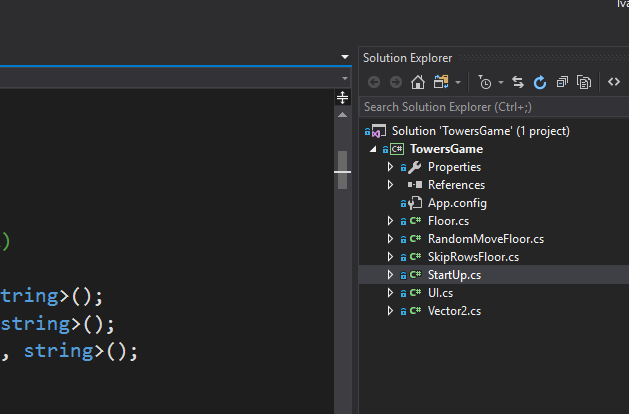 Iva
Solution Explorer
Search Solution Explorer (Ctrl+;)
Solution 'TowersGame' (1 project)
C# TowersGame
Properties
References
App.config
C# Floor.cs
C# RandomMoveFloor.cs
C# SkipRowsFloor.cs
C# StartUp.cs
C# UI.cs
C# Vector2.cs
)
tring>();
string>();
, string>();